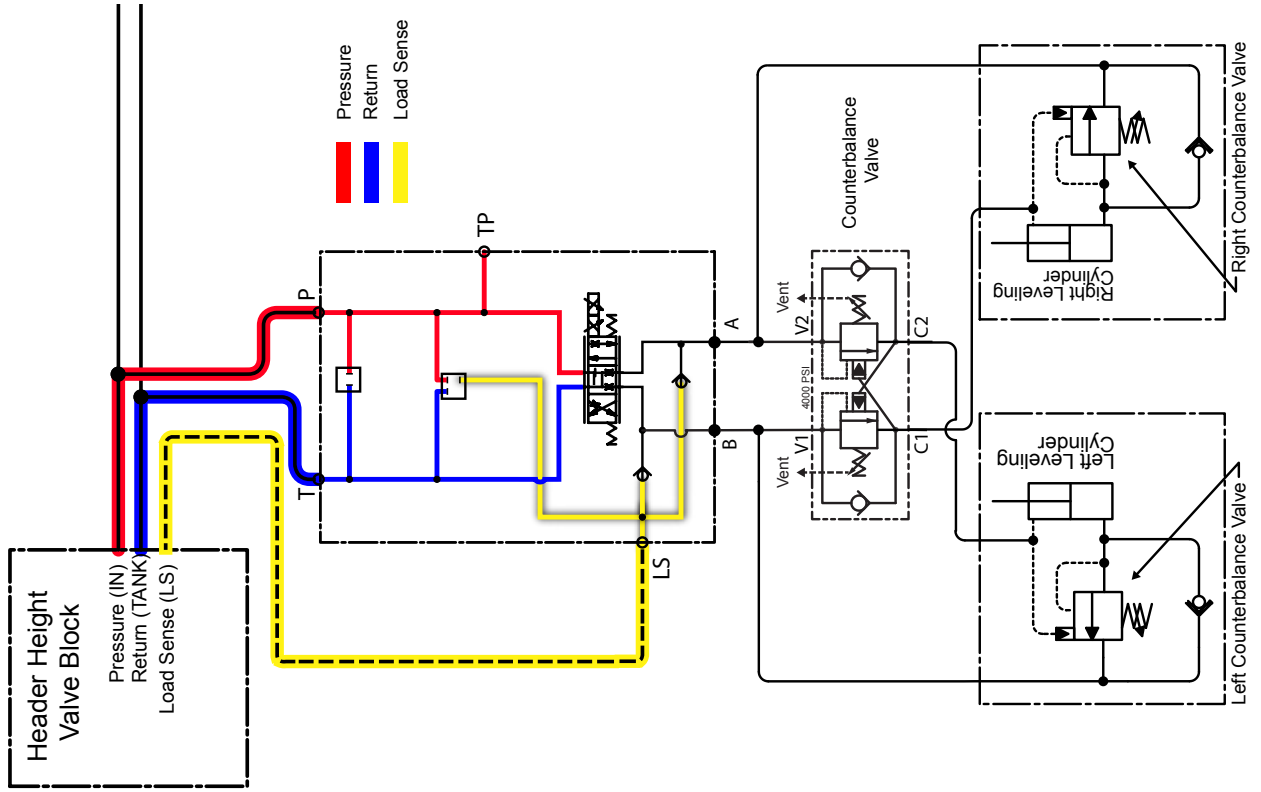 Header Height
Valve Block
Pressure (IN)
Return (TANK)
Load Sense (LS)
Pressure
Return
Load Sense
P
T
TP
LS
A
B
Counterbalance
Valve
Vent
V2
4000 PSI
V1
Vent
C2
C1
Right Leveling
Cylinder
Right Counterbalance Valve
Left Leveling
Cylinder
Left Counterbalance Valve